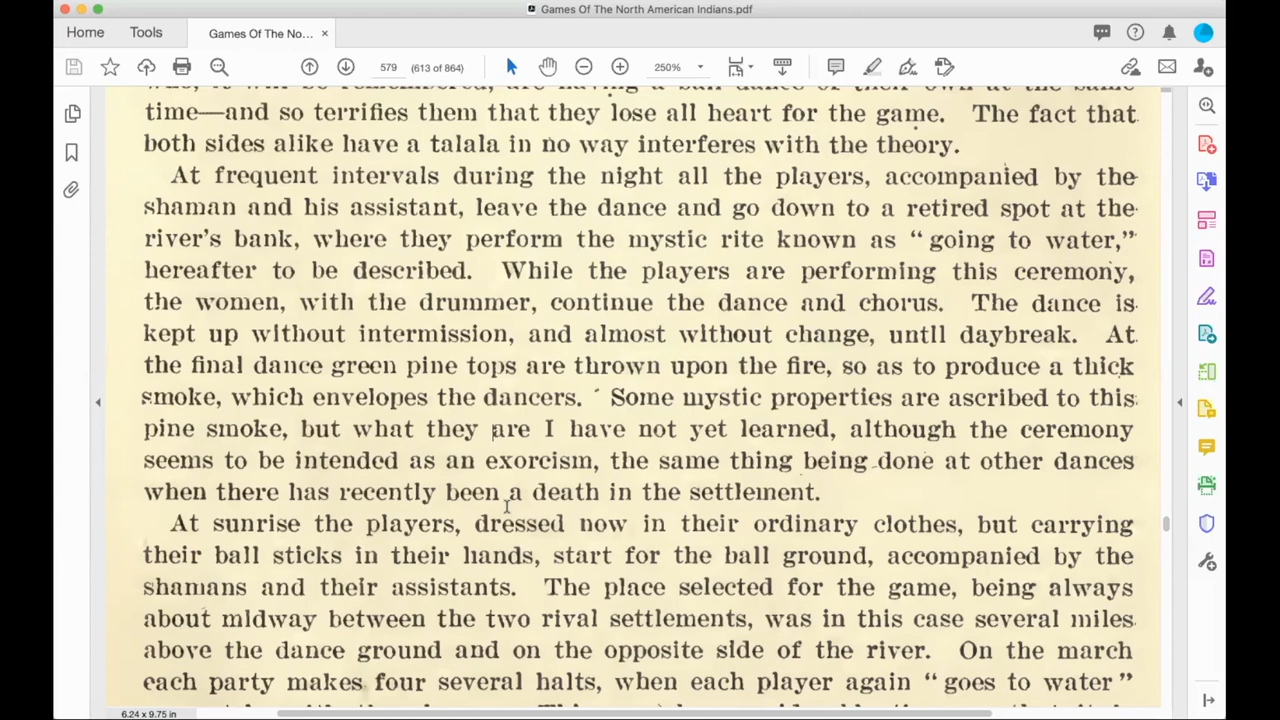 Games Of The North American Indians.pdf
Home
Tools
Games Of The No...
579 (613 of 864)
250%
time—and so terrifies them that they lose all heart for the game. The fact that
both sides alike have a talala in no way interferes with the theory.
At frequent intervals during the night all the players, accompanied by the
shaman and his assistant, leave the dance and go down to a retired spot at the
river's bank, where they perform the mystic rite known as “going to water,”
hereafter to be described. While the players are performing this ceremony,
the women, with the drummer, continue the dance and chorus. The dance is
kept up without intermission, and almost without change, until daybreak. At
the final dance green pine tops are thrown upon the fire, so as to produce a thick
smoke, which envelopes the dancers. Some mystic properties are ascribed to this
pine smoke, but what they are I have not yet learned, although the ceremony
seems to be intended as an exorcism, the same thing being done at other dances
when there has recently been a death in the settlement.
At sunrise the players, dressed now in their ordinary clothes, but carrying
their ball sticks in their hands, start for the ball ground, accompanied by the
shamans and their assistants. The place selected for the game, being always
about midway between the two rival settlements, was in this case several miles
above the dance ground and on the opposite side of the river. On the march
each party makes four several halts, when each player again “goes to water”
6.24 x 9.75 in